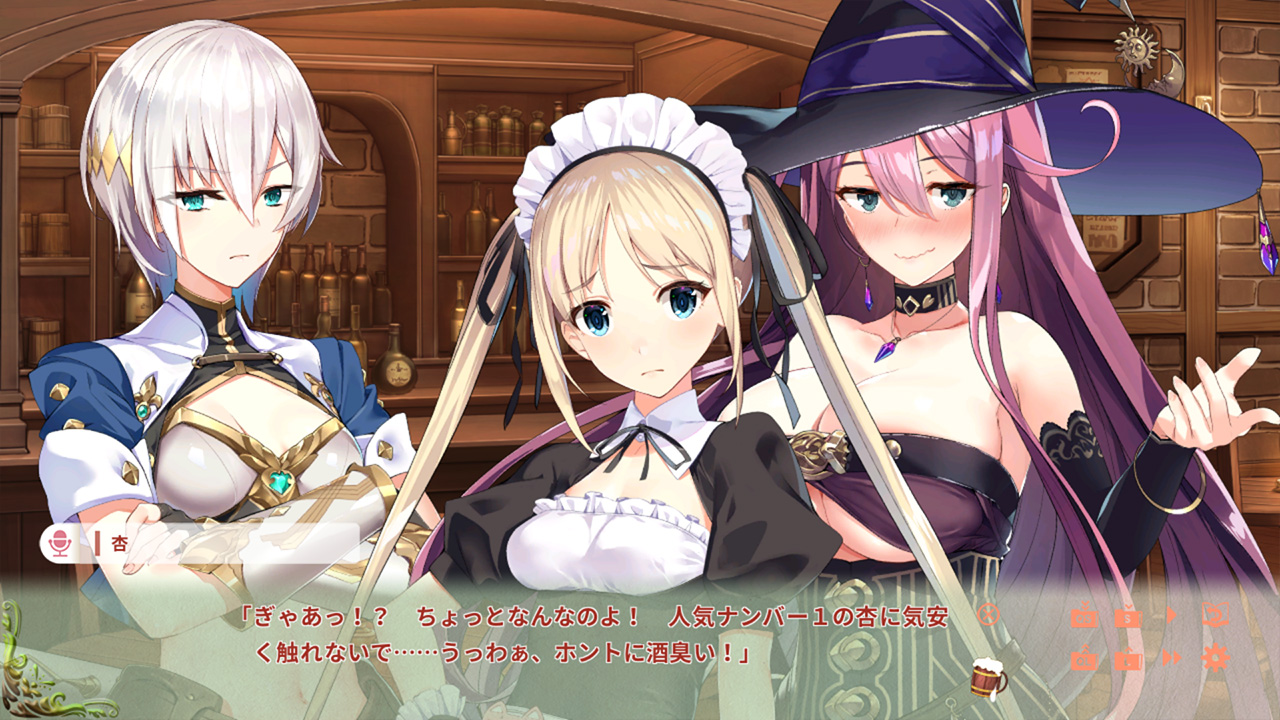 杏
「ぎゃあっ！？　ちょっとなんなのよ！　人気ナンバー１の杏に気安
く触れないで……うっわぁ、ホントに酒臭い！」